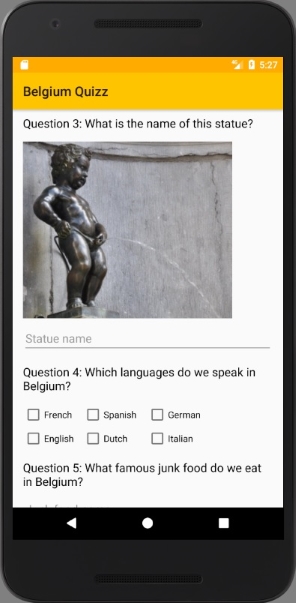 5:27
Belgium Quizz
Question 3: What is the name of this statue?
Statue name
Question 4: Which languages do we speak in
Belgium?
French Spanish German
English Dutch Italian
Question 5: What famous junk food do we eat
in Belgium?